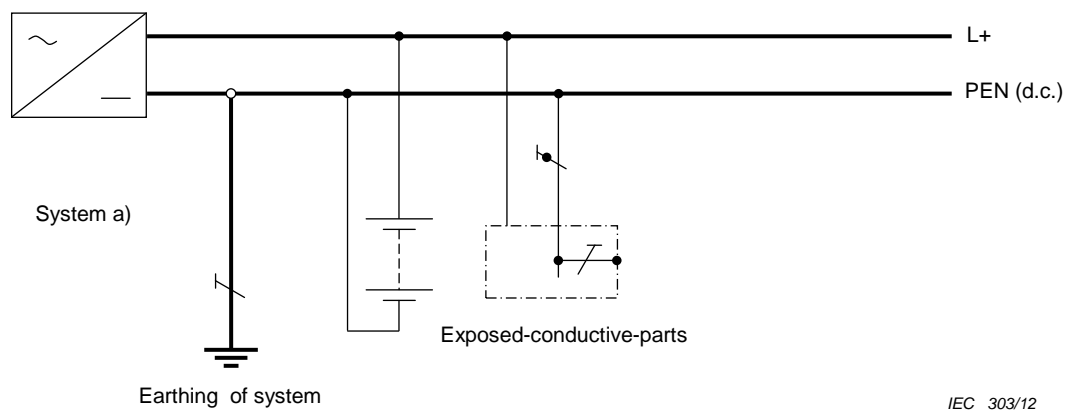 L+
PEN (d.c.)
System a)
Exposed-conductive-parts
Earthing of system
IEC 303/12